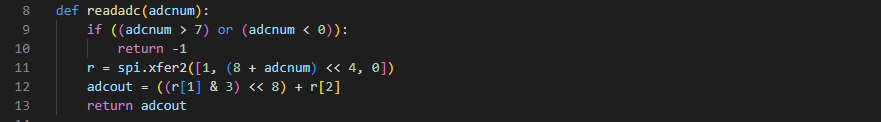 8 def readadc(adcnum):
9     if ((adcnum > 7) or (adcnum < 0)):
10         return -1
11     r = spi.xfer2([1, (8 + adcnum) << 4, 0])
12     adcout = ((r[1] & 3) << 8) + r[2]
13     return adcout